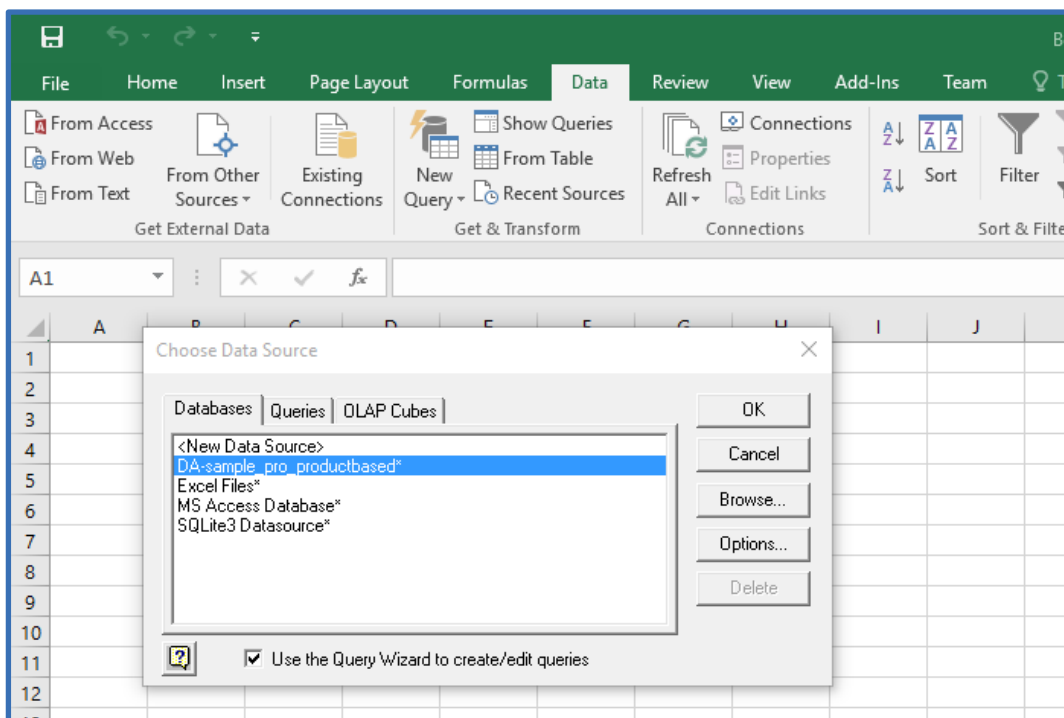 B
File Home Insert Page Layout Formulas Data Review View Add-Ins Team
From Access
From Web
From Text
From Other
Sources
Existing
Connections
Get External Data
New
Query
Show Queries
From Table
Recent Sources
Get & Transform
Refresh
All
Connections
Properties
Edit Links
Connections
A
Z
Z
A
Z A
A Z
Sort
Filter
Sort & Filte
A1
fx
A I J
1
2
3
4
5
6
7
8
9
10
11
12
Choose Data Source
Databases Queries OLAP Cubes
<New Data Source>
DA-sample_pro_productbased*
Excel Files*
MS Access Database*
SQLite3 Datasource*
OK
Cancel
Browse...
Options...
Delete
?
Use the Query Wizard to create/edit queries